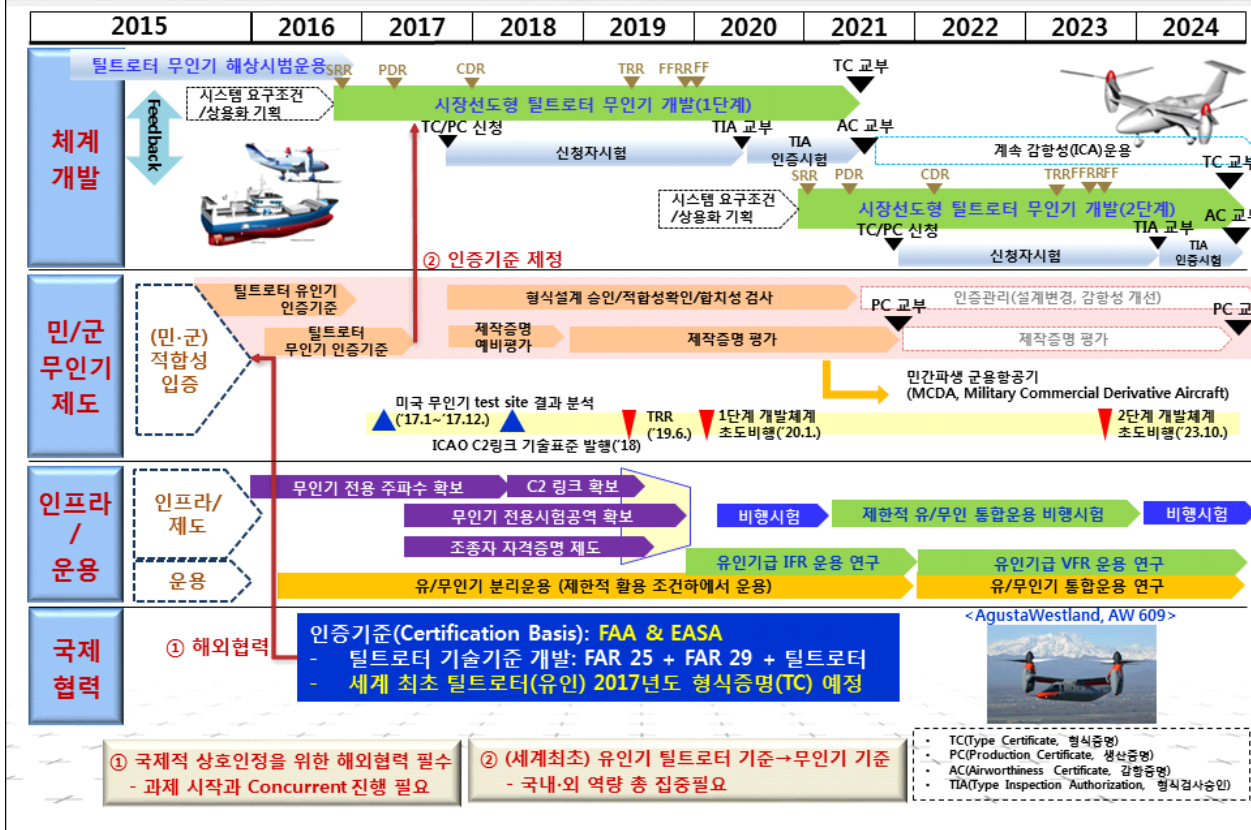 2015 2016 2017 2018 2019 2020 2021 2022 2023 2024
체계
개발
틸트로터 무인기 해상시범운용
Feedback
시스템 요구조건
/상용화 기획
SRR PDR CDR TRR FFRR FF
TC 교부
시장선도형 틸트로터 무인기 개발(1단계)
TC/PC 신청
TIA 교부
AC 교부
신청자시험
TIA
인증시험
계속 감항성(ICA)운용
TC 교부
시스템 요구조건
/상용화 기획
SRR PDR CDR TRR FFRR FF
시장선도형 틸트로터 무인기 개발(2단계)
TC/PC 신청
TIA 교부
AC 교부
신청자시험
TIA
인증시험
② 인증기준 제정
민/군
무인기
제도
(민·군)
적합성
입증
틸트로터 유인기
인증기준
틸트로터
무인기 인증기준
형식설계 승인/적합성확인/합치성 검사
제작증명
예비평가
제작증명 평가
PC 교부
인증관리(설계변경, 감항성 개선)
제작증명 평가
PC 교부
민간파생 군용항공기
(MCDA, Military Commercial Derivative Aircraft)
미국 무인기 test site 결과 분석
('17.1~'17.12.)
ICAO C2링크 기술표준 발행('18)
TRR
('19.6.)
1단계 개발체계
초도비행('20.1.)
2단계 개발체계
초도비행('23.10.)
인프라
/
운용
인프라/
제도
운용
무인기 전용 주파수 확보
C2 링크 확보
무인기 전용시험공역 확보
조종자 자격증명 제도
비행시험
제한적 유/무인 통합운용 비행시험
비행시험
유인기급 IFR 운용 연구
유인기급 VFR 운용 연구
유/무인기 분리운용 (제한적 활용 조건하에서 운용)
유/무인기 통합운용 연구
국제
협력
① 해외협력
인증기준(Certification Basis): FAA & EASA
- 틸트로터 기술기준 개발: FAR 25 + FAR 29 + 틸트로터
- 세계 최초 틸트로터(유인) 2017년도 형식증명(TC) 예정
<AgustaWestland, AW 609>
① 국제적 상호인정을 위한 해외협력 필수
- 과제 시작과 Concurrent 진행 필요
② (세계최초) 유인기 틸트로터 기준→무인기 기준
- 국내·외 역량 총 집중필요
• TC(Type Certificate, 형식증명)
• PC(Production Certificate, 생산증명)
• AC(Airworthiness Certificate, 감항증명)
• TIA(Type Inspection Authorization, 형식검사승인)